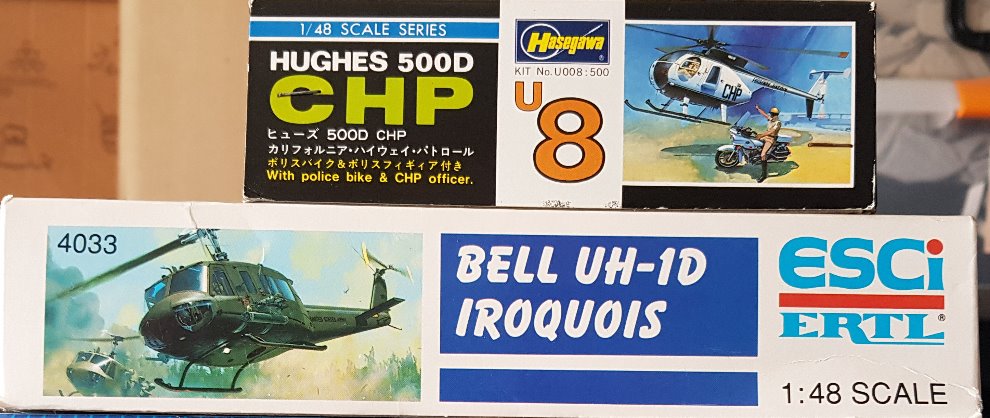 1/48 SCALE SERIES
HUGHES 500D
CHP
ヒューズ 500D CHP
カリフォルニア・ハイウェイ・パトロール
ポリスバイク&ポリスフィギィア付き
With police bike & CHP officer.
Hasegawa
KIT No.U008:500
U
8
CHP
4033
UNITED STATES ARMY
BELL UH-1D
IROQUOIS
ESCi
ERTL®
1:48 SCALE